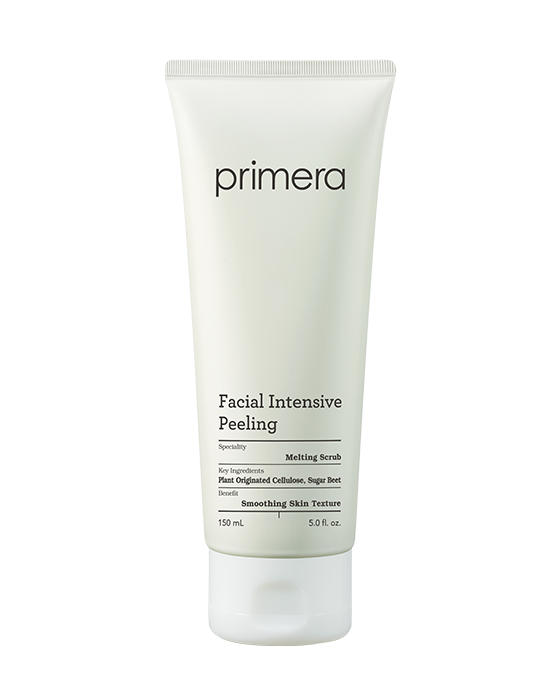 primera
Facial Intensive
Peeling
Speciality
Melting Scrub
Key Ingredients
Plant Originated Cellulose, Sugar Beet
Benefit
Smoothing Skin Texture
150 mL 5.0 fl. oz.